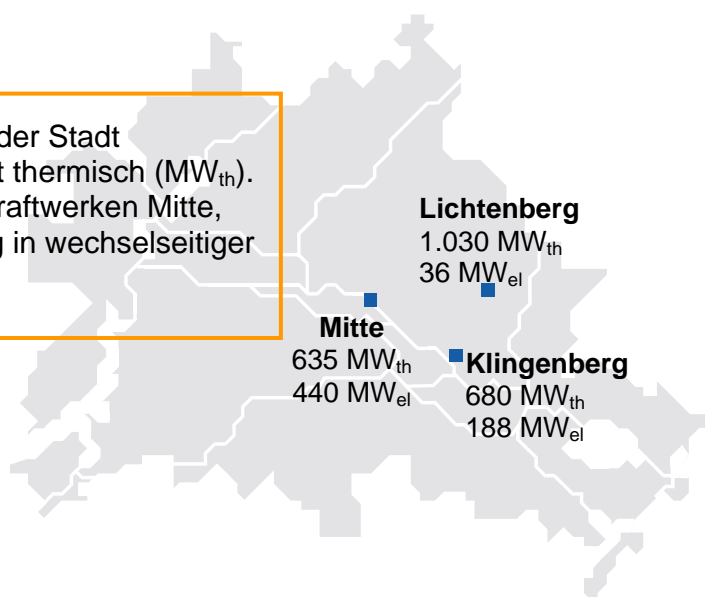 der Stadt
t thermisch (MWth).
raftwerken Mitte,
g in wechselseitiger
Lichtenberg
1.030 MWth
36 MWel
Mitte
635 MWth
440 MWel
Klingenberg
680 MWth
188 MWel